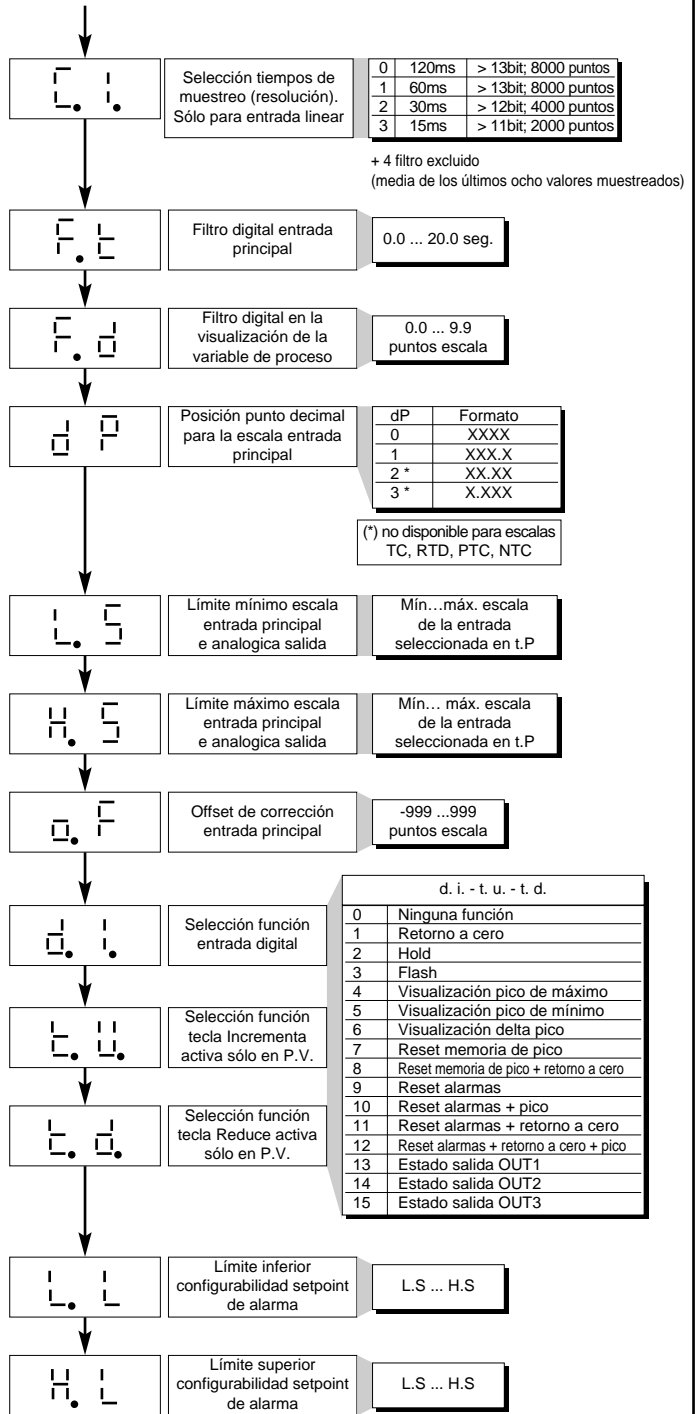 C. I.
Selección tiempos de
muestreo (resolución).
Sólo para entrada linear
0 120ms > 13bit; 8000 puntos
1 60ms > 13bit; 8000 puntos
2 30ms > 12bit; 4000 puntos
3 15ms > 11bit; 2000 puntos
+ 4 filtro excluido
(media de los últimos ocho valores muestreados)
F. t
Filtro digital entrada
principal
0.0 ... 20.0 seg.
F. d
Filtro digital en la
visualización de la
variable de proceso
0.0 ... 9.9
puntos escala
d P
Posición punto decimal
para la escala entrada
principal
dP Formato
0 XXXX
1 XXX.X
2 * XX.XX
3 * X.XXX
(*) no disponible para escalas
TC, RTD, PTC, NTC
L. S
Límite mínimo escala
entrada principal
e analogica salida
Mín…máx. escala
de la entrada
seleccionada en t.P
H. S
Límite máximo escala
entrada principal
e analogica salida
Mín… máx. escala
de la entrada
seleccionada en t.P
o. F
Offset de corrección
entrada principal
-999 ...999
puntos escala
d. I.
Selección función
entrada digital
t. U.
Selección función
tecla Incrementa
activa sólo en P.V.
t. d.
Selección función
tecla Reduce activa
sólo en P.V.
d. i. - t. u. - t. d.
0 Ninguna función
1 Retorno a cero
2 Hold
3 Flash
4 Visualización pico de máximo
5 Visualización pico de mínimo
6 Visualización delta pico
7 Reset memoria de pico
8 Reset memoria de pico + retorno a cero
9 Reset alarmas
10 Reset alarmas + pico
11 Reset alarmas + retorno a cero
12 Reset alarmas + retorno a cero + pico
13 Estado salida OUT1
14 Estado salida OUT2
15 Estado salida OUT3
L. L
Límite inferior
configurabilidad setpoint
de alarma
L.S ... H.S
H. L
Límite superior
configurabilidad setpoint
de alarma
L.S ... H.S